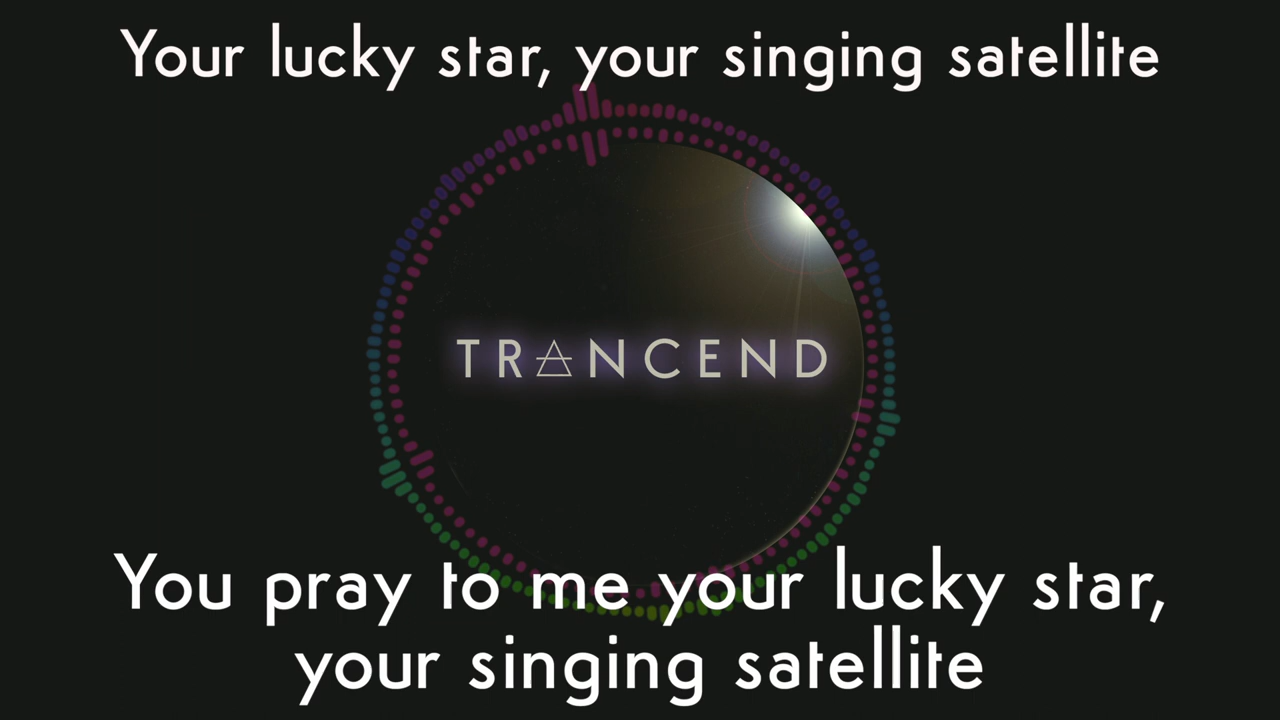 Your lucky star, your singing satellite
TRANCEND
You pray to me your lucky star,
your singing satellite